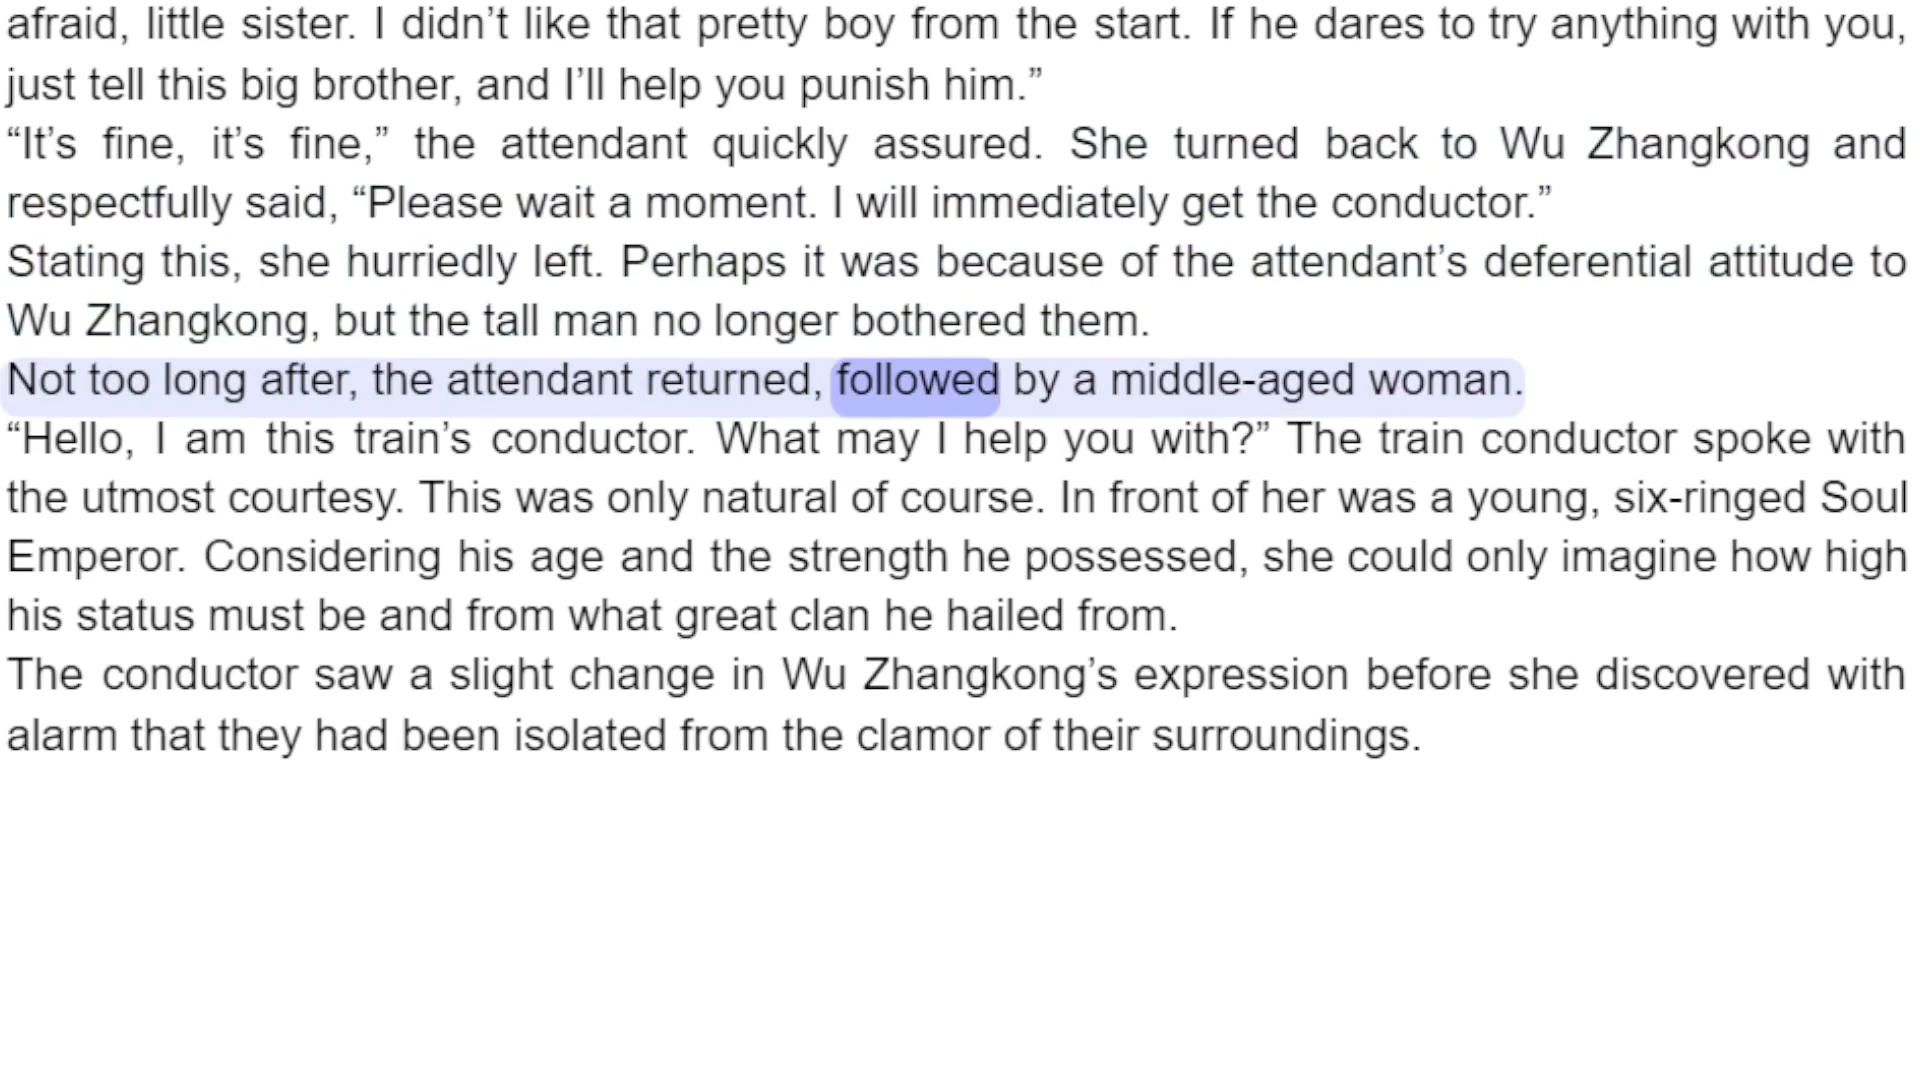 afraid, little sister. I didn’t like that pretty boy from the start. If he dares to try anything with you,
just tell this big brother, and I’ll help you punish him.”
“It’s fine, it’s fine,” the attendant quickly assured. She turned back to Wu Zhangkong and
respectfully said, “Please wait a moment. I will immediately get the conductor.”
Stating this, she hurriedly left. Perhaps it was because of the attendant’s deferential attitude to
Wu Zhangkong, but the tall man no longer bothered them.
Not too long after, the attendant returned, followed by a middle-aged woman.
“Hello, I am this train’s conductor. What may I help you with?” The train conductor spoke with
the utmost courtesy. This was only natural of course. In front of her was a young, six-ringed Soul
Emperor. Considering his age and the strength he possessed, she could only imagine how high
his status must be and from what great clan he hailed from.
The conductor saw a slight change in Wu Zhangkong’s expression before she discovered with
alarm that they had been isolated from the clamor of their surroundings.